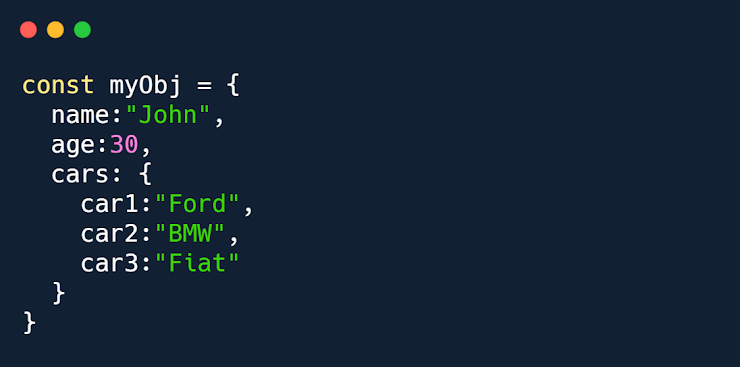 const myObj = {
  name:"John",
  age:30,
  cars: {
    car1:"Ford",
    car2:"BMW",
    car3:"Fiat"
  }
}